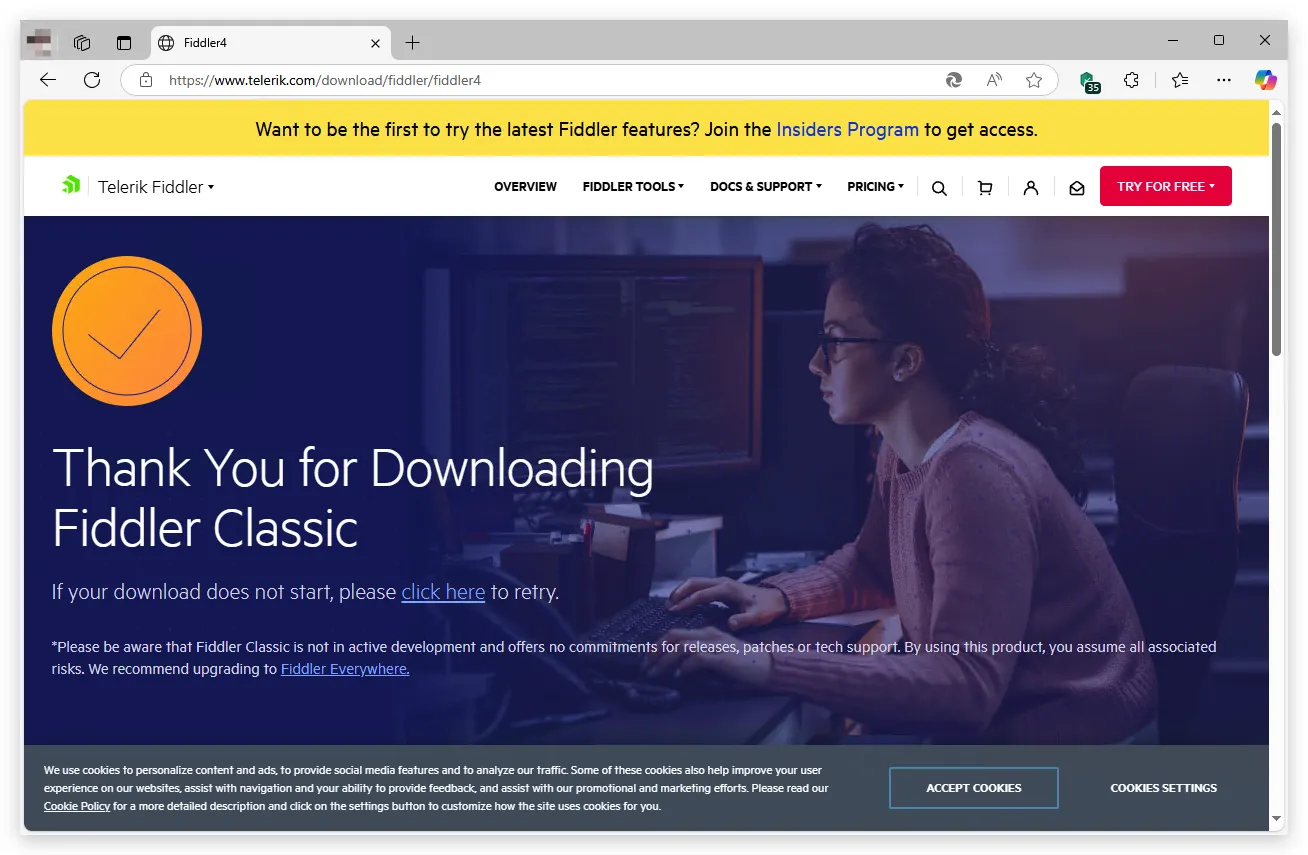 Fiddler4
https://www.telerik.com/download/fiddler/fiddler4
35
Want to be the first to try the latest Fiddler features? Join the Insiders Program to get access.
Telerik Fiddler
OVERVIEW FIDDLER TOOLS DOCS & SUPPORT PRICING TRY FOR FREE
Thank You for Downloading
Fiddler Classic
If your download does not start, please click here to retry.
*Please be aware that Fiddler Classic is not in active development and offers no commitments for releases, patches or tech support. By using this product, you assume all associated
risks. We recommend upgrading to Fiddler Everywhere.
We use cookies to personalize content and ads, to provide social media features and to analyze our traffic. Some of these cookies also help improve your user
experience on our websites, assist with navigation and your ability to provide feedback, and assist with our promotional and marketing efforts. Please read our
Cookie Policy for a more detailed description and click on the settings button to customize how the site uses cookies for you.
ACCEPT COOKIES COOKIES SETTINGS